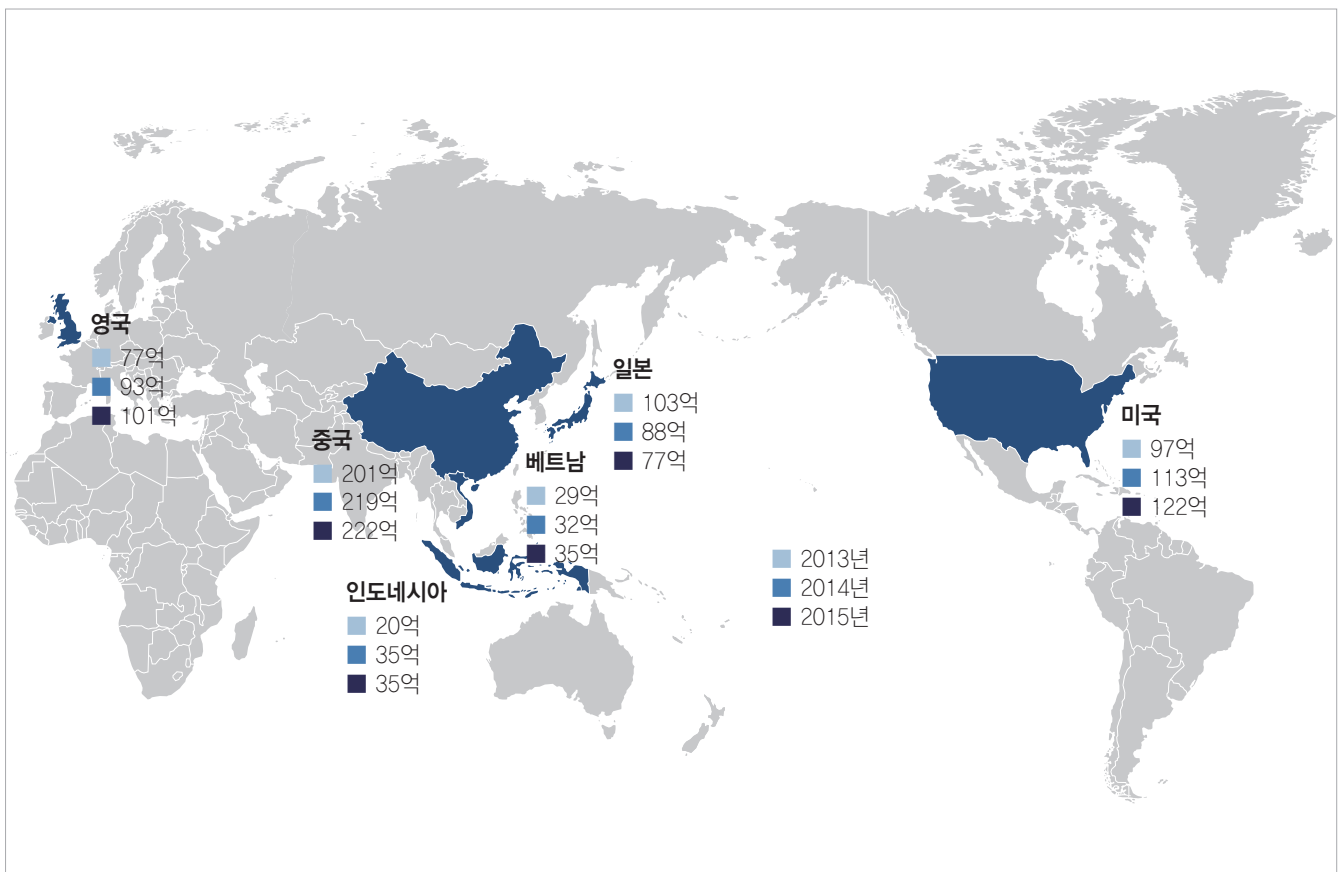 영국
77억
93억
101억
중국
201억
219억
222억
일본
103억
88억
77억
베트남
29억
32억
35억
인도네시아
20억
35억
35억
미국
97억
113억
122억
2013년
2014년
2015년